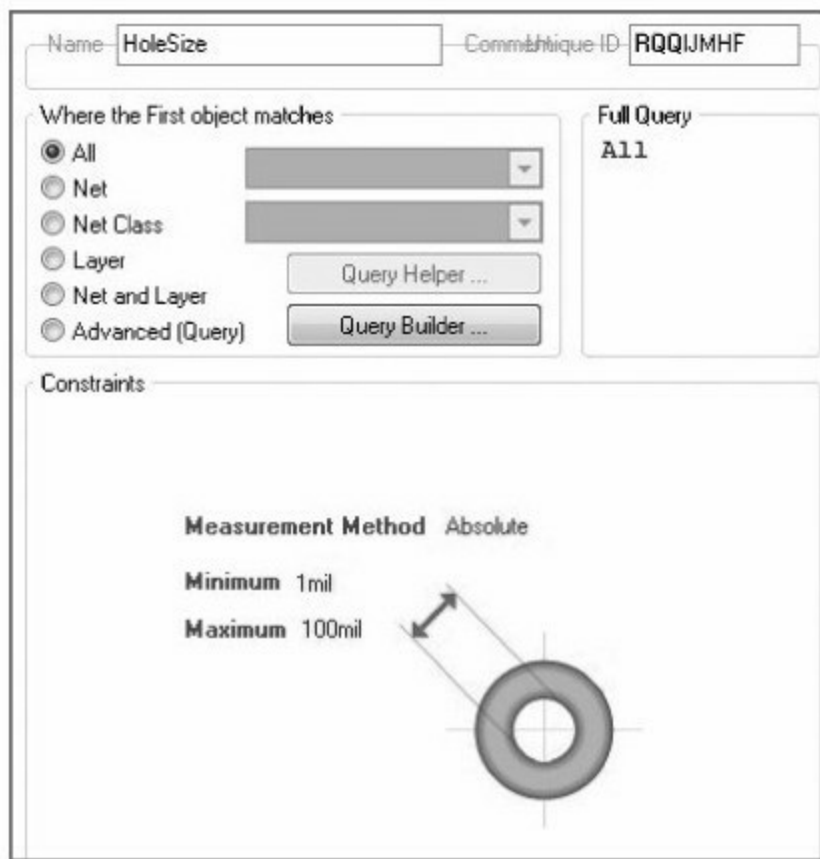 Name HoleSize Comment Unique ID RQQIJMHF
Where the First object matches
All
Net
Net Class
Layer
Net and Layer
Advanced (Query)
Query Helper ...
Query Builder ...
Full Query
All
Constraints
Measurement Method Absolute
Minimum 1mil
Maximum 100mil